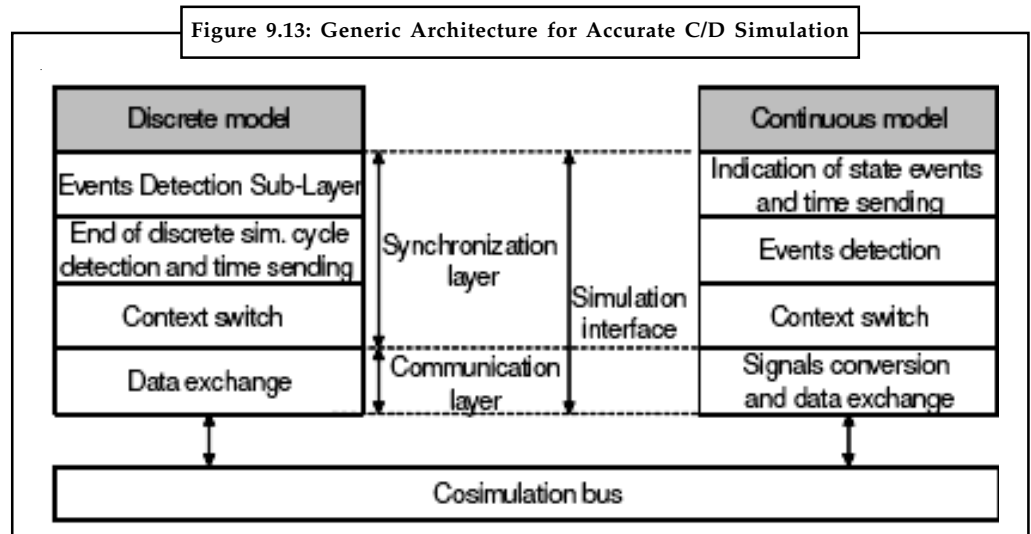 Figure 9.13: Generic Architecture for Accurate C/D Simulation
Discrete model
Events Detection Sub-Layer
End of discrete sim. cycle
detection and time sending
Context switch
Data exchange
Synchronization
layer
Communication
layer
Simulation
interface
Continuous model
Indication of state events
and time sending
Events detection
Context switch
Signals conversion
and data exchange
Cosimulation bus